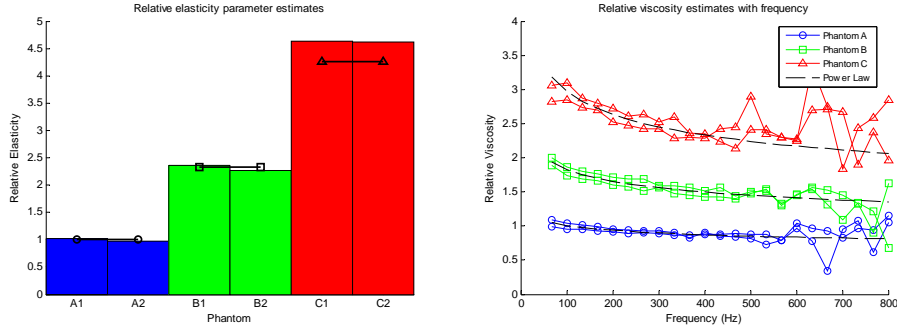 Relative elasticity parameter estimates
5
4.5
4
3.5
3
2.5
2
1.5
1
0.5
0
Relative Elasticity
A1 A2 B1 B2 C1 C2
Phantom
Relative viscosity estimates with frequency
Phantom A
Phantom B
Phantom C
Power Law
3.5
3
2.5
2
1.5
1
0.5
0
Relative Viscosity
0 100 200 300 400 500 600 700 800
Frequency (Hz)